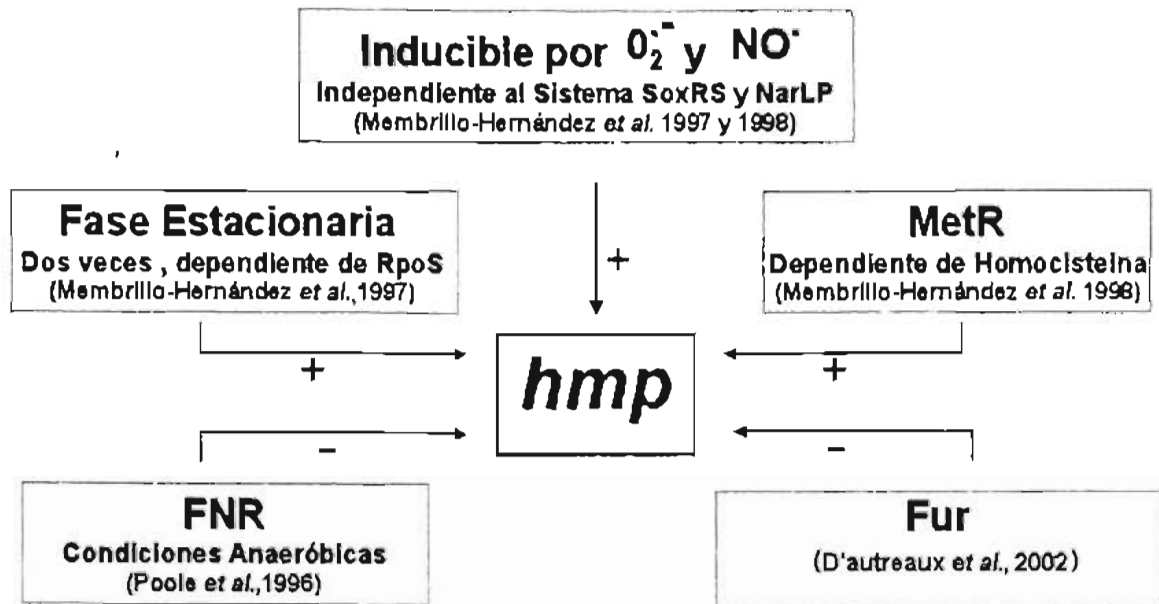 Inducible por O₂·⁻ y NO·
Independiente al Sistema SoxRS y NarLP
(Membrillo-Hernández et al. 1997 y 1998)
Fase Estacionaria
Dos veces , dependiente de RpoS
(Membrillo-Hernández et al.,1997)
MetR
Dependiente de Homocisteina
(Membrillo-Hernández et al. 1998)
+
+
+
hmp
-
-
FNR
Condiciones Anaeróbicas
(Poole et al.,1996)
Fur
(D'autreaux et al., 2002)